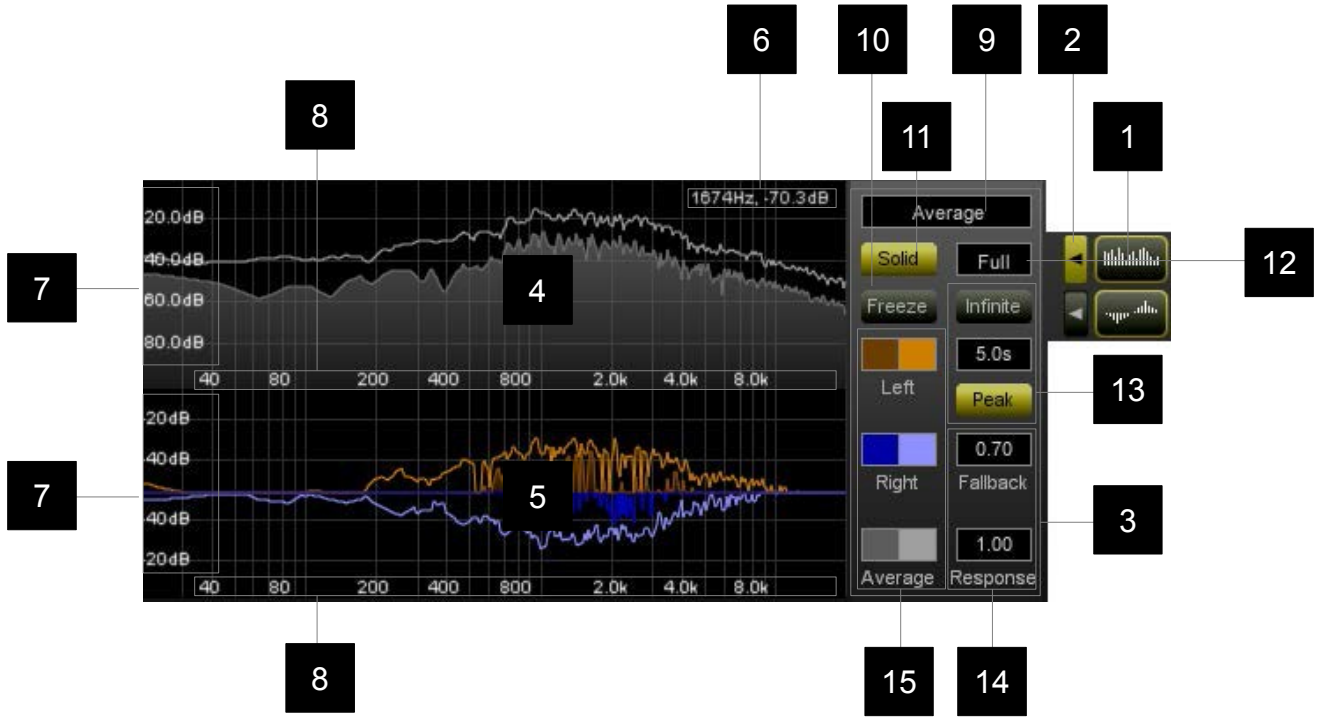 6
10
9
2
8
11
1
1674Hz, -70.3dB
Average
20.0dB
Solid
Full
12
7
40.0dB
4
60.0dB
Freeze
Infinite
80.0dB
5.0s
40 80 200 400 800 2.0k 4.0k 8.0k
Left
Peak
13
-20dB
-40dB
0.70
7
5
Right
Fallback
3
-40dB
1.00
-20dB
40 80 200 400 800 2.0k 4.0k 8.0k
Average
Response
8
15
14